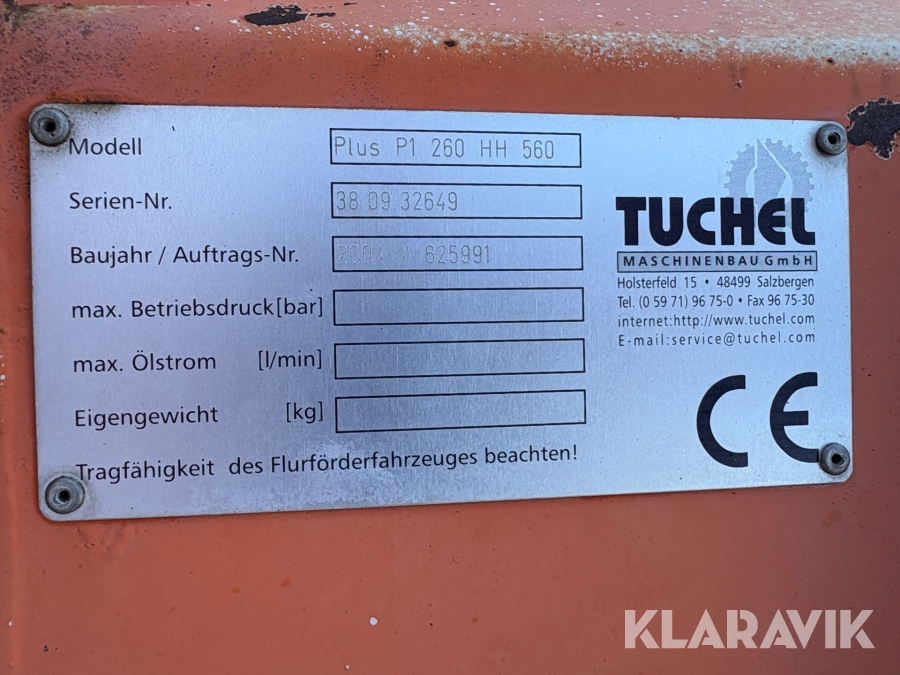 Modell Plus P1 260 HH 560
Serien-Nr. 38.09.32649
Baujahr / Auftrags-Nr. 2004 / 625991
max. Betriebsdruck[bar]
max. Ölstrom [l/min]
Eigengewicht [kg]
Tragfähigkeit des Flurförderfahrzeuges beachten!
TUCHEL
MASCHINENBAU GmbH
Holsterfeld 15 • 48499 Salzbergen
Tel. (0 59 71) 96 75-0 • Fax 96 75-30
internet:http://www.tuchel.com
E-mail:service@tuchel.com
CE
KLARAVIK